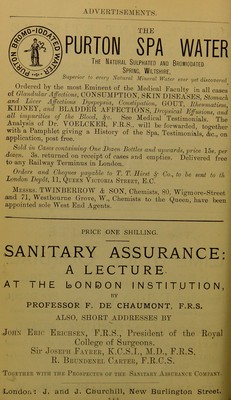 ADVERTISEMENTS.
PURTON BROMO-IODATED WATER
THE
PURTON SPA WATER
THE NATURAL SULPHATED AND BROMIODATED
SPRING, WILTSHIRE,
Superior to every Natural Mineral Water ever yet discovered.
Ordered by the most Eminent of the Medical Faculty in all cases
of Glandular Affections, CONSUMPTION, SKIN DISEASES, Stomach
and Liver Affections Dyspepsia, Constipation, GOUT, Rheumatism,
KIDNEY, and BLADDER AFFECTIONS, Dropsical Effusions, and
all impurities of the Blood, &c. See Medical Testimonials. The
Analysis of Dr. VOELCKER, F.R.S., will be forwarded, together
with a Pamphlet giving a History of the Spa, Testimonials, &c., on
application, post free.
Sold in Cases containing One Dozen Bottles and upwards, price 15s. per
dozen. 3s. returned on receipt of cases and empties. Delivered free
to any Railway Terminus in London.
Orders and Cheques payable to T. T. Hirst & Co., to be sent to th
London Depôt, 11, QUEEN VICTORIA STREET, E.C.
MESSRS. TWINBERROW & SON, Chemists, 80, Wigmore-Street
and 71, Westbourne Grove, W., Chemists to the Queen, have been
appointed sole West End Agents.
PRICE ONE SHILLING.
SANITARY ASSURANCE:
A LECTURE
AT THE LONDON INSTITUTION,
BY
PROFESSOR F. DE CHAUMONT, F.R.S.
ALSO, SHORT ADDRESSES BY
JOHN ERIC ERICHSEN, F.R.S., President of the Royal
College of Surgeons.
SIR JOSEPH FAYRER, K.C.S.I., M.D., F.R.S.
R. BRUDENELL CARTER, F.R.C.S.
TOGETHER WITH THE PROSPECTUS OF THE SANITARY ASSURANCE COMPANY.
London: J. and J. Churchill, New Burlington Street.